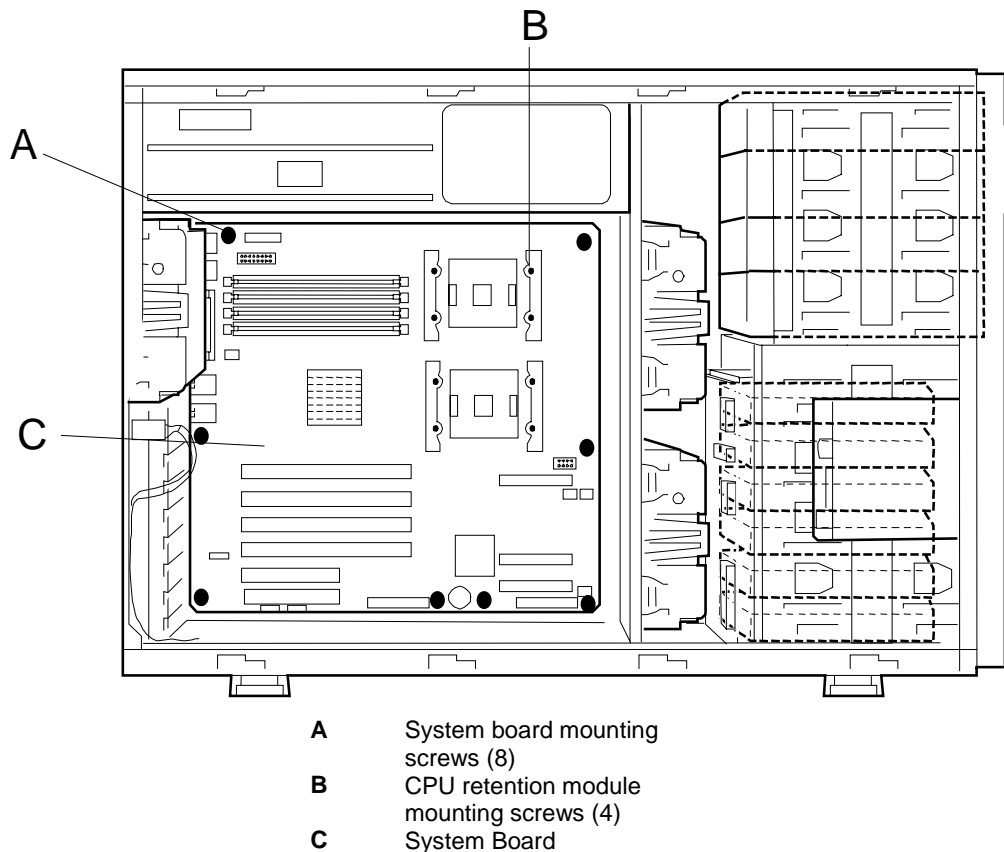 B
A
C
A System board mounting
screws (8)
B CPU retention module
mounting screws (4)
C System Board